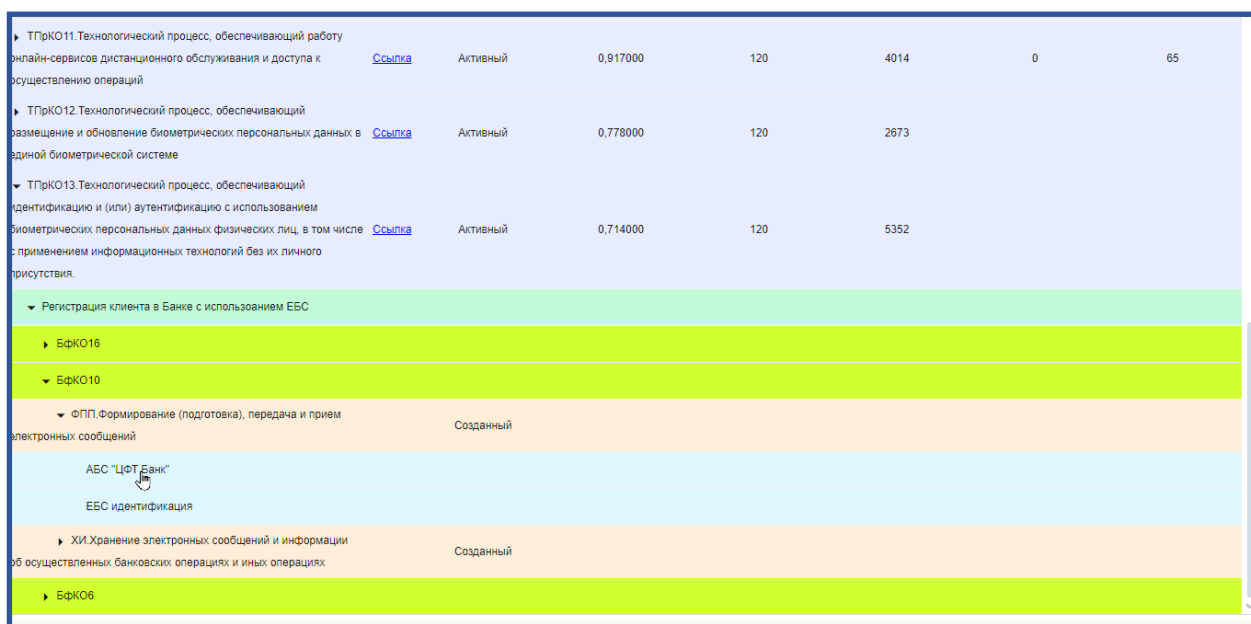 ТПрКО11.Технологический процесс, обеспечивающий работу
онлайн-сервисов дистанционного обслуживания и доступа к Ссылка Активный 0,917000 120 4014 0 65
осуществлению операций
ТПрКО12.Технологический процесс, обеспечивающий
размещение и обновление биометрических персональных данных в Ссылка Активный 0,778000 120 2673
единой биометрической системе
ТПрКО13.Технологический процесс, обеспечивающий
идентификацию и (или) аутентификацию с использованием
биометрических персональных данных физических лиц, в том числе Ссылка Активный 0,714000 120 5352
с применением информационных технологий без их личного
присутствия.
Регистрация клиента в Банке с использоанием ЕБС
БфКО16
БфКО10
ФПП.Формирование (подготовка), передача и прием
электронных сообщений Созданный
АБС "ЦФТ Банк"
ЕБС идентификация
ХИ.Хранение электронных сообщений и информации
об осуществленных банковских операциях и иных операциях Созданный
БфКО6